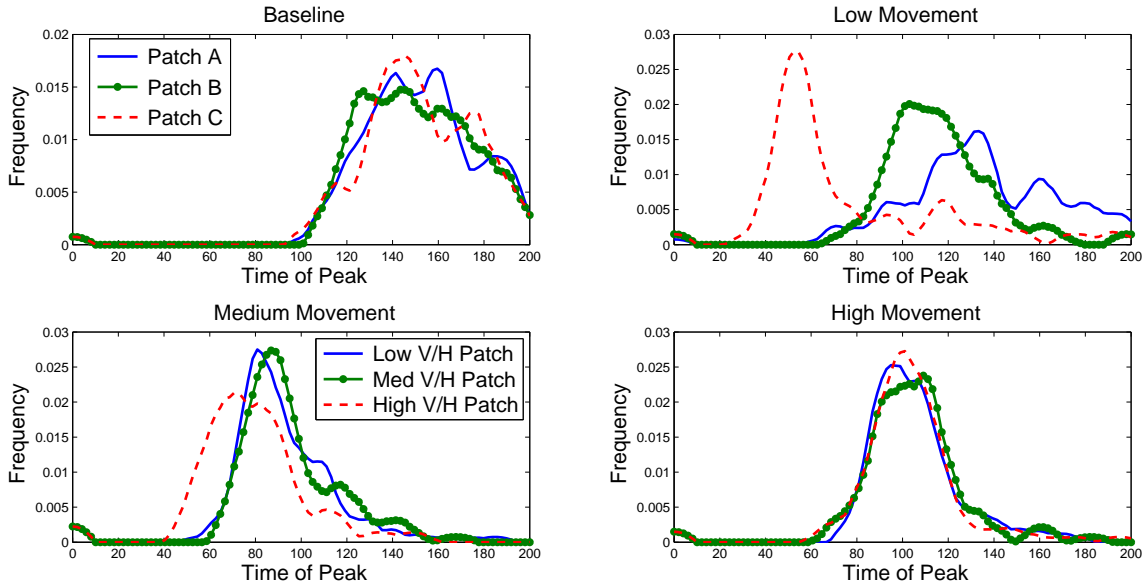 Baseline
0.02
0.015
0.01
0.005
0
Frequency
Patch A
Patch B
Patch C
0 20 40 60 80 100 120 140 160 180 200
Time of Peak
Low Movement
0.03
0.025
0.02
0.015
0.01
0.005
0
Frequency
0 20 40 60 80 100 120 140 160 180 200
Time of Peak
Medium Movement
0.03
0.025
0.02
0.015
0.01
0.005
0
Frequency
Low V/H Patch
Med V/H Patch
High V/H Patch
0 20 40 60 80 100 120 140 160 180 200
Time of Peak
High Movement
0.03
0.025
0.02
0.015
0.01
0.005
0
Frequency
0 20 40 60 80 100 120 140 160 180 200
Time of Peak